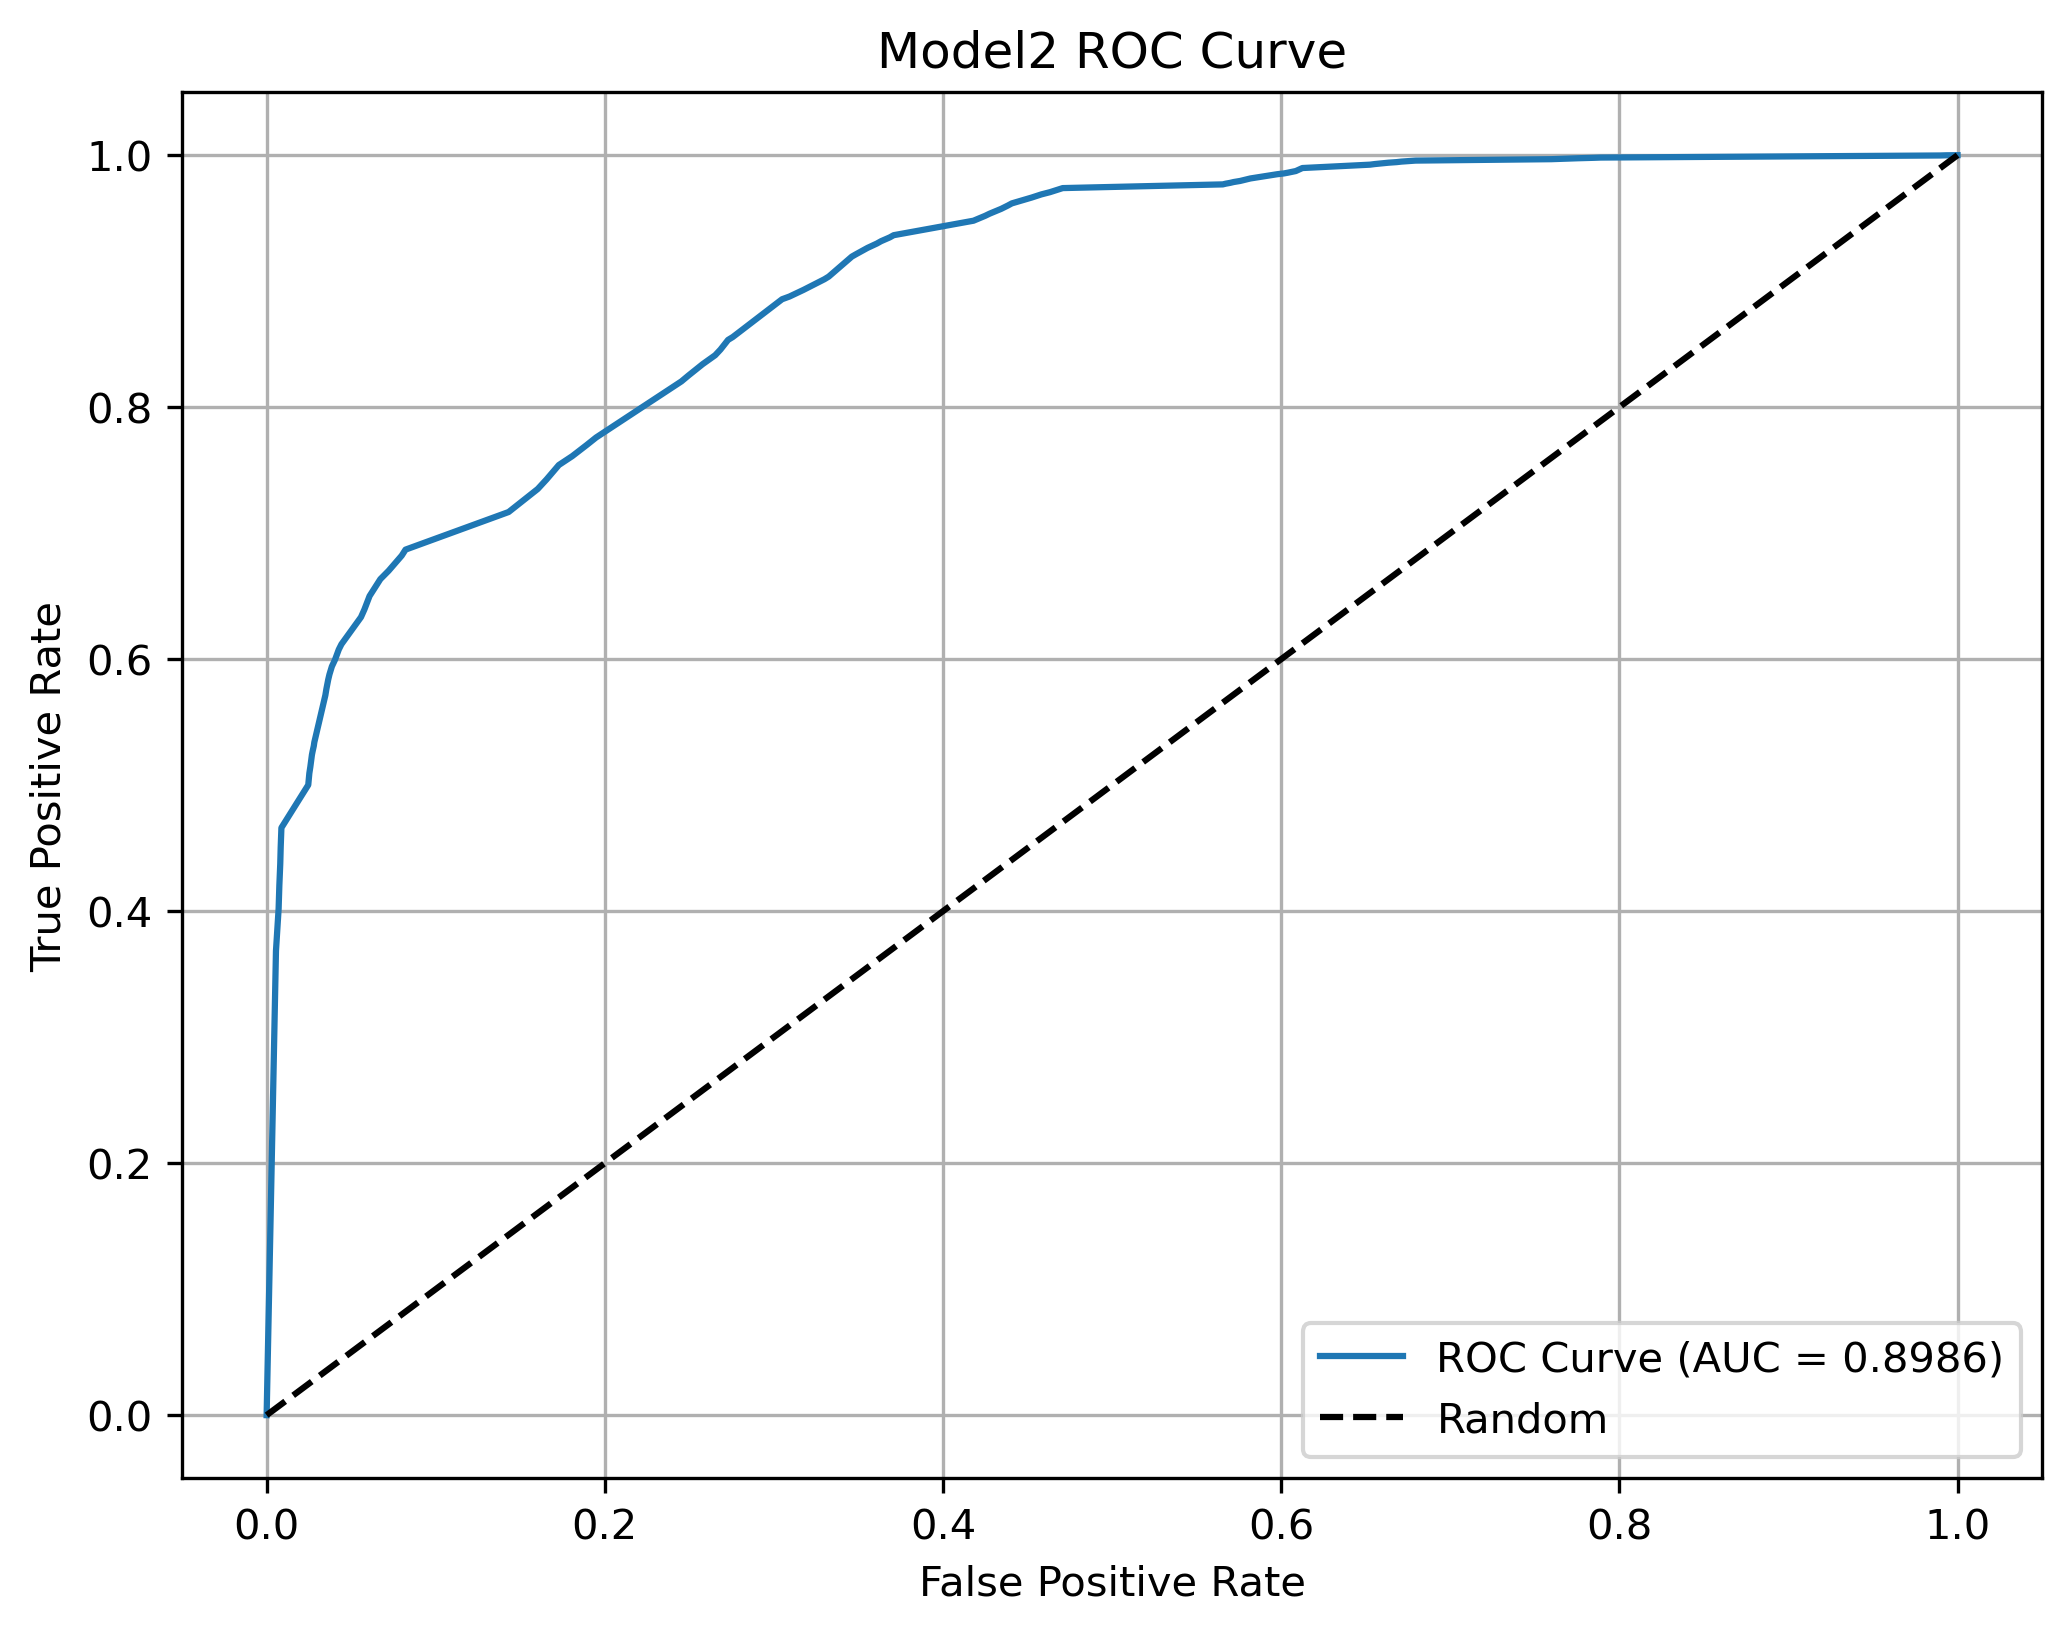 Model2 ROC Curve
True Positive Rate
1.0
0.8
0.6
0.4
0.2
0.0
ROC Curve (AUC = 0.8986)
Random
0.0 0.2 0.4 0.6 0.8 1.0
False Positive Rate